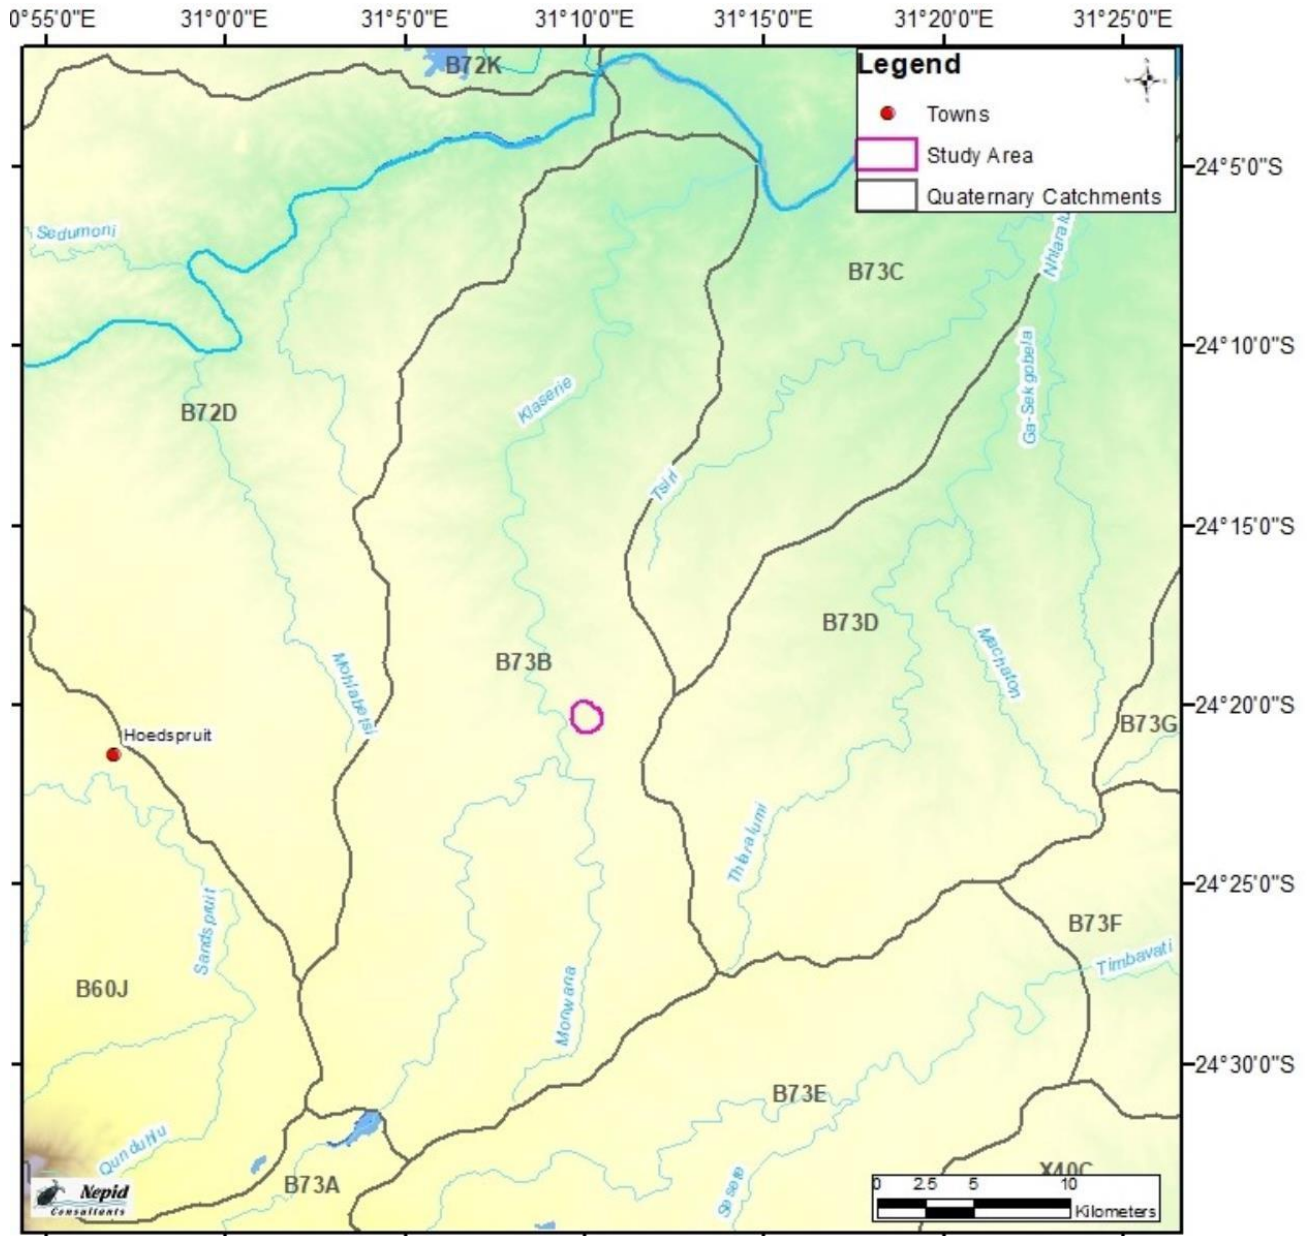 0°55'0"E 31°0'0"E 31°5'0"E 31°10'0"E 31°15'0"E 31°20'0"E 31°25'0"E
B72K
Legend
Towns
Study Area
Quaternary Catchments
24°5'0"S
Sedumoni
B73C
24°10'0"S
Ga-Sekgobela
Klaserie
B72D
Tsiri
24°15'0"S
B73D
Machaton
B73B
Mohlabetsi
24°20'0"S
B73G
Hoedspruit
Thlaralumi
24°25'0"S
Sandspruit
B73F
Timbavati
B60J
Monwana
24°30'0"S
B73E
Qunduhlu
X40C
B73A
Nepid
Consultants
0 2.5 5 10
Kilometers